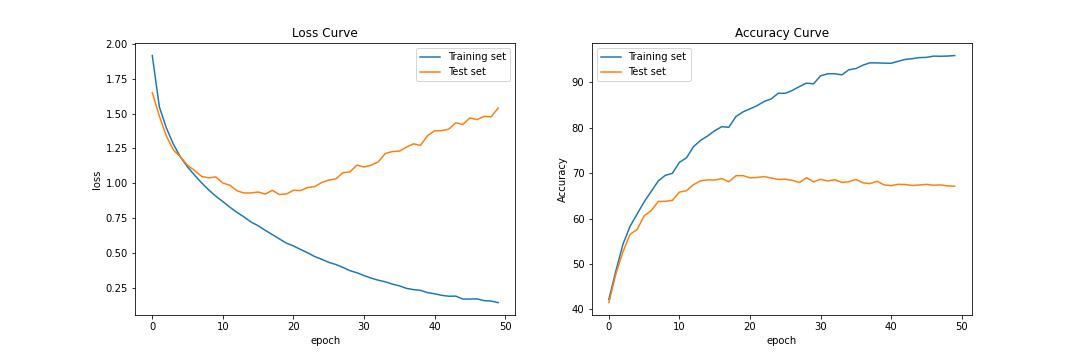 Loss Curve
2.00
1.75
1.50
1.25
1.00
0.75
0.50
0.25
loss
0 10 20 30 40 50
epoch
Training set
Test set
Accuracy Curve
90
80
70
60
50
40
Accuracy
0 10 20 30 40 50
epoch
Training set
Test set